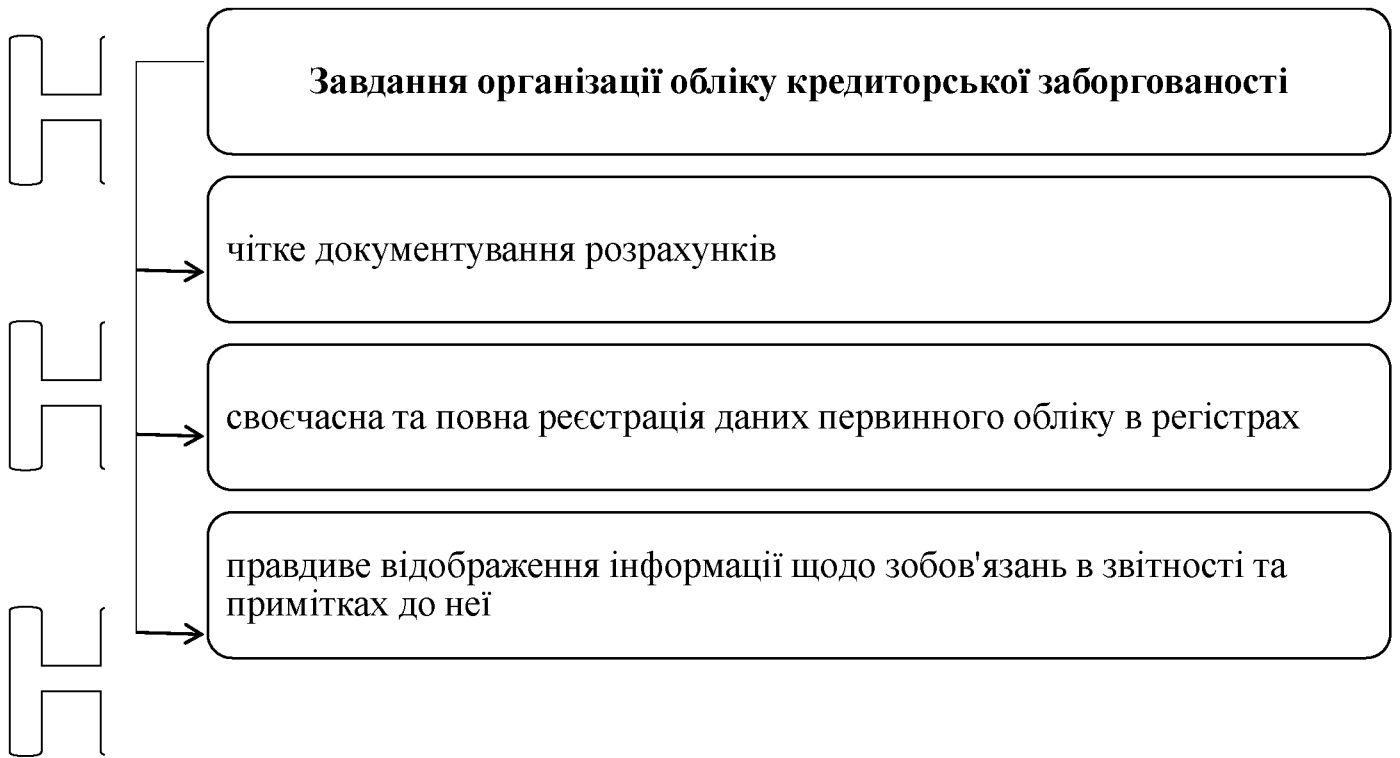 Завдання організації обліку кредиторської заборгованості
чітке документування розрахунків
своєчасна та повна реєстрація даних первинного обліку в регістрах
правдиве відображення інформації щодо зобов'язань в звітності та
примітках до неї